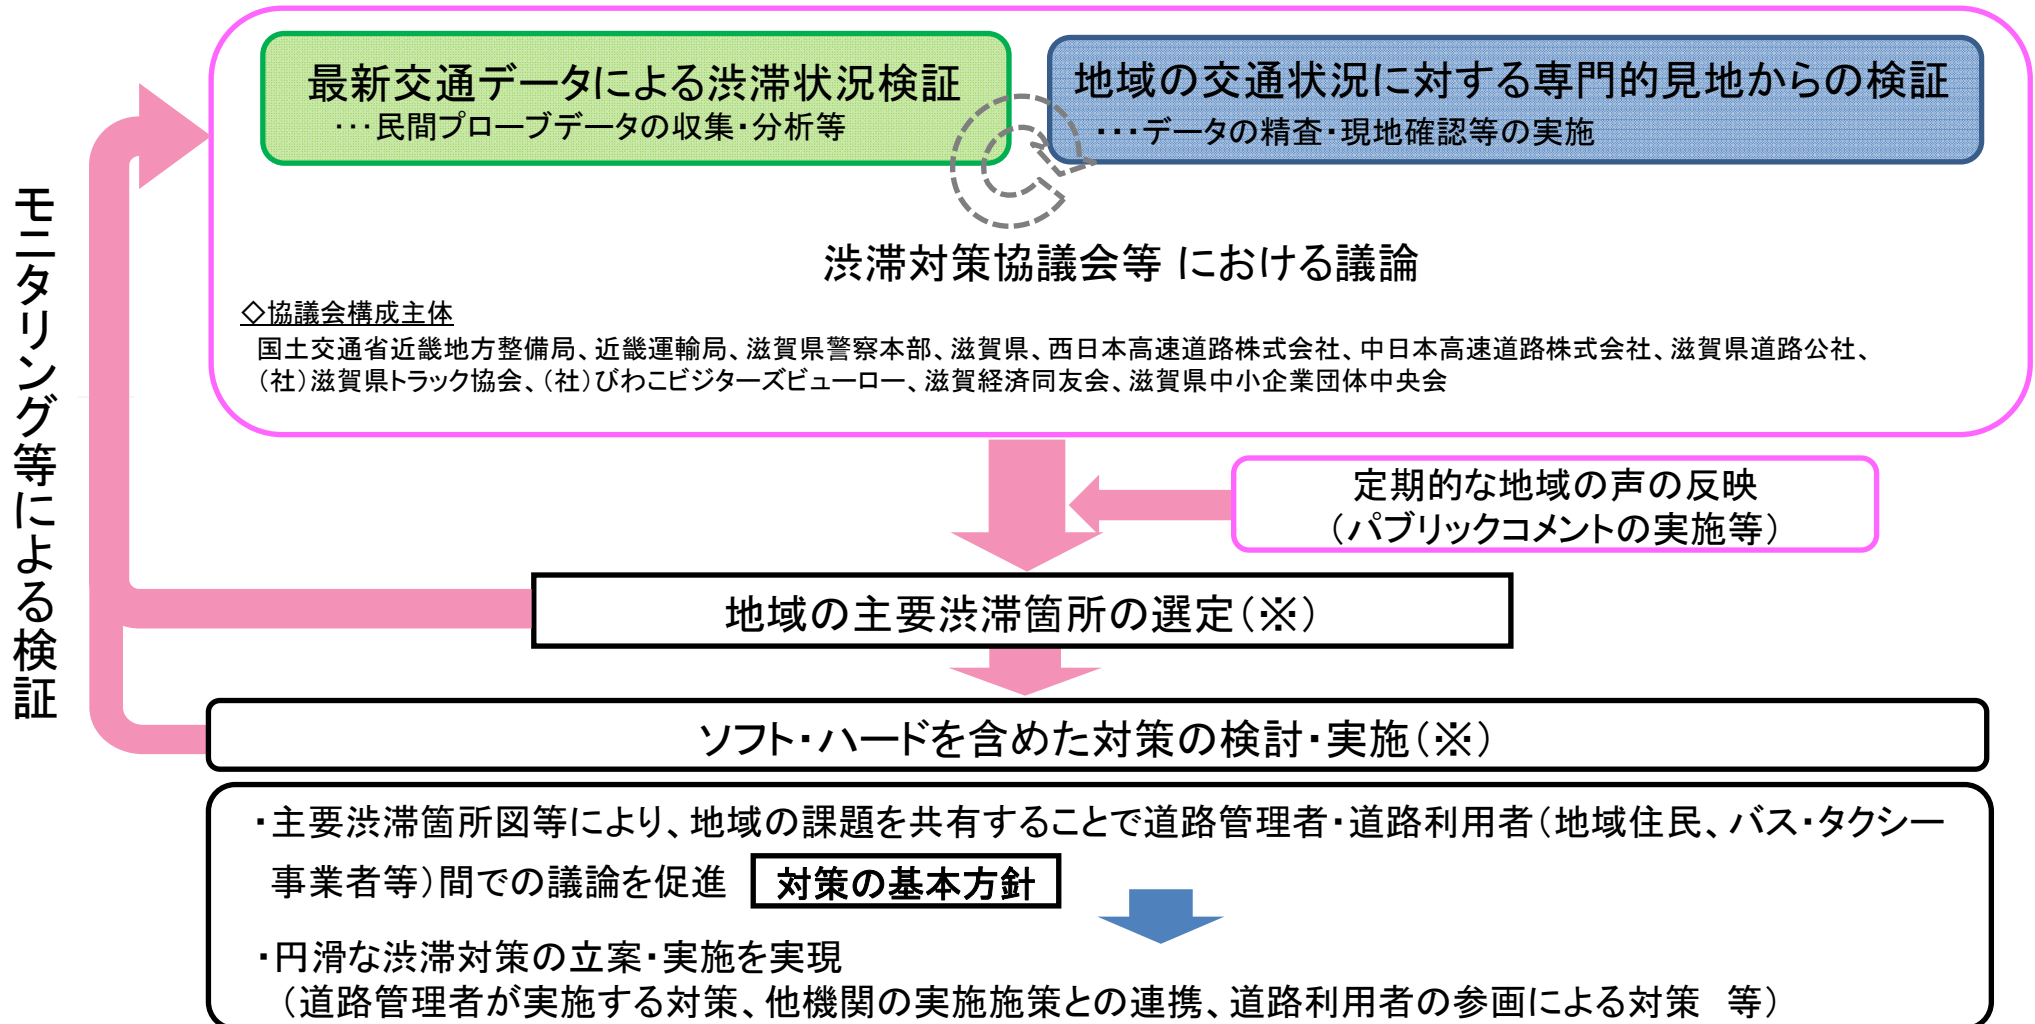 最新交通データによる渋滞状況検証
･･･民間プローブデータの収集・分析等
地域の交通状況に対する専門的見地からの検証
・・・データの精査・現地確認等の実施
渋滞対策協議会等 における議論
◇協議会構成主体
国土交通省近畿地方整備局、近畿運輸局、滋賀県警察本部、滋賀県、西日本高速道路株式会社、中日本高速道路株式会社、滋賀県道路公社、
（社）滋賀県トラック協会、（社）びわこビジターズビューロー、滋賀経済同友会、滋賀県中小企業団体中央会
モニタリング等による検証
定期的な地域の声の反映
（パブリックコメントの実施等）
地域の主要渋滞箇所の選定（※）
ソフト・ハードを含めた対策の検討・実施（※）
・主要渋滞箇所図等により、地域の課題を共有することで道路管理者・道路利用者（地域住民、バス・タクシー
事業者等）間での議論を促進
対策の基本方針
・円滑な渋滞対策の立案・実施を実現
（道路管理者が実施する対策、他機関の実施施策との連携、道路利用者の参画による対策　等）